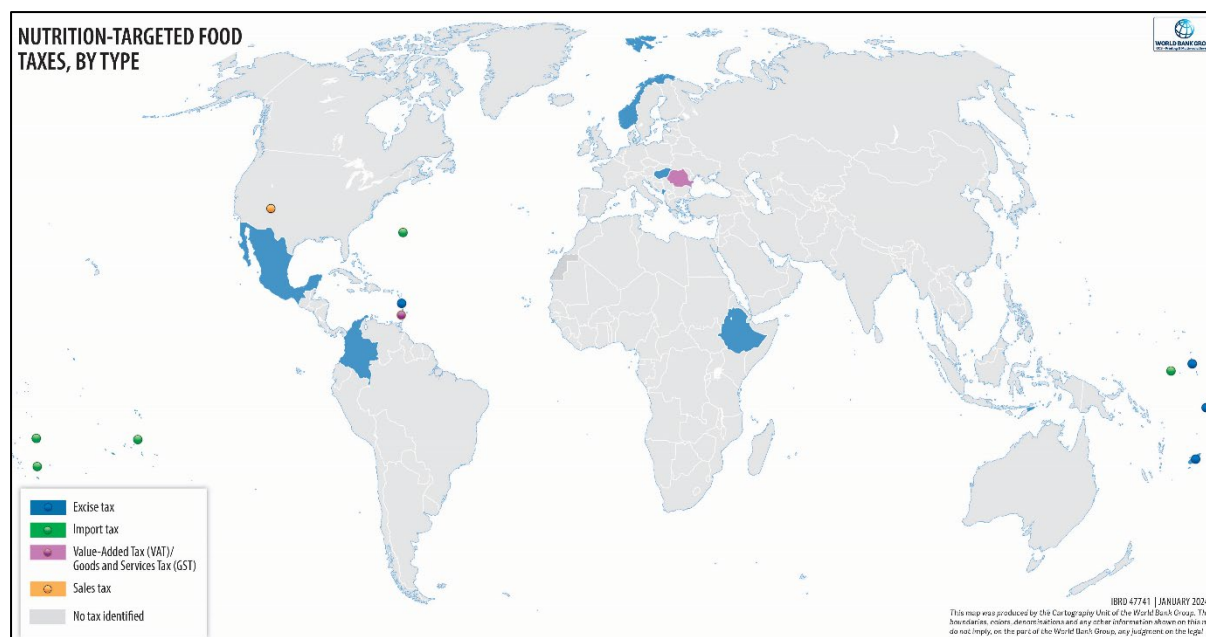 NUTRITION-TARGETED FOOD
TAXES, BY TYPE
WORLD BANK GRO
Excise tax
Import tax
Value-Added Tax (VAT)/
Goods and Services Tax (GST)
Sales tax
No tax identified
IBRD 47741 | JANUARY 2024
This map was produced by the Cartography Unit of the World Bank Group. Th
boundaries, colors, denominations and any other information shown on this m
do not imply, on the part of the World Bank Group, any judgment on the legal